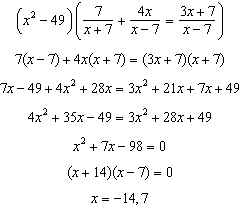 (x² − 49)(7/(x + 7) + 4x/(x − 7) = (3x + 7)/(x − 7))
7(x − 7) + 4x(x + 7) = (3x + 7)(x + 7)
7x − 49 + 4x² + 28x = 3x² + 21x + 7x + 49
4x² + 35x − 49 = 3x² + 28x + 49
x² + 7x − 98 = 0
(x + 14)(x − 7) = 0
x = −14, 7